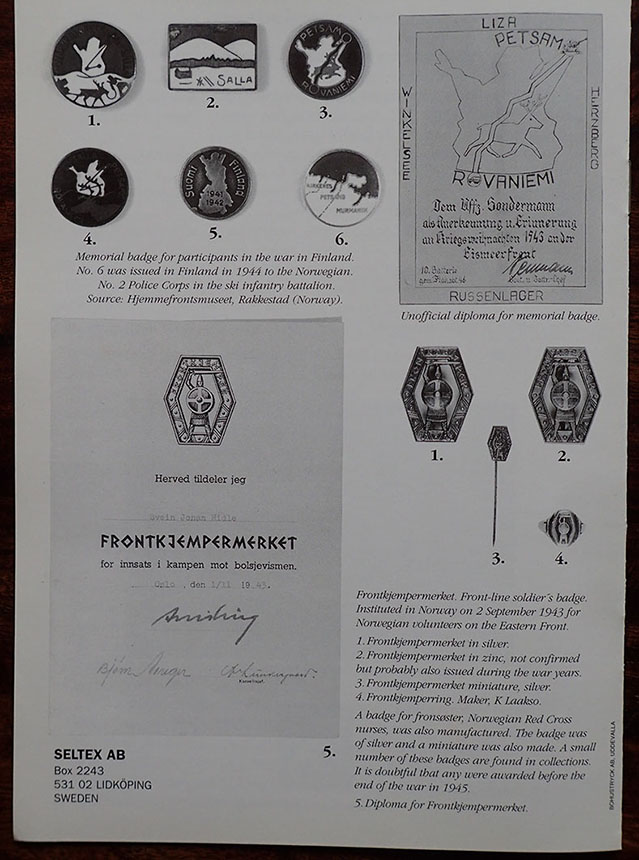 SALLA
PETSAMO
ROVANIEMI
1.
2.
3.
Suomi Finland
1941
1942
KIRKENES
PETSAMO
MURMANSK
4.
5.
6.
Memorial badge for participants in the war in Finland.
No. 6 was issued in Finland in 1944 to the Norwegian.
No. 2 Police Corps in the ski infantry battalion.
Source: Hjemmefrontsmuseet, Rakkestad (Norway).
LIZA
PETSAM
WINKELSEE
HERZBERG
ROVANIEMI
Dem Uffz. Sondermann
als Anerkennung u. Erinnerung
an Kriegsweihnachten 1943 an der
Eismeerfront
10. Batterie
RUSSENLAGER
Unofficial diploma for memorial badge.
Herved tildeler jeg
Svein Johan
FRONTKJEMPERMERKET
for innsats i kampen mot bolsjevismen.
Oslo , den 1/11 1943.
Bjørn
5.
1.
2.
3.
4.
Frontkjempermerket. Front-line soldier's badge.
Instituted in Norway on 2 September 1943 for
Norwegian volunteers on the Eastern Front.
1. Frontkjempermerket in silver.
2. Frontkjempermerket in zinc, not confirmed
but probably also issued during the war years.
3. Frontkjempermerket miniature, silver.
4. Frontkjemperring. Maker, K Laakso.
A badge for fronsøster, Norwegian Red Cross
nurses, was also manufactured. The badge was
of silver and a miniature was also made. A small
number of these badges are found in collections.
It is doubtful that any were awarded before the
end of the war in 1945.
5. Diploma for Frontkjempermerket.
SELTEX AB
Box 2243
531 02 LIDKÖPING
SWEDEN
BOHUSTRYCK AB, UDDEVALLA